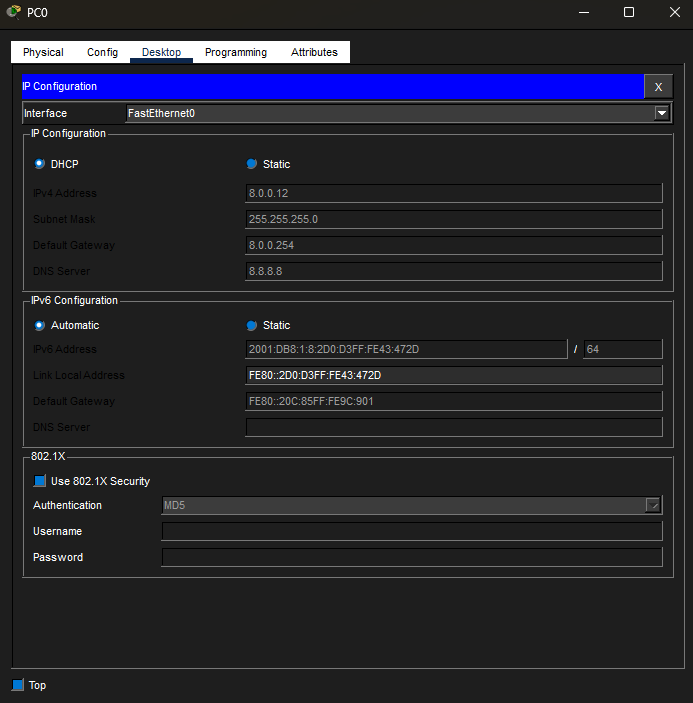 PC0
Physical Config Desktop Programming Attributes
IP Configuration X
Interface FastEthernet0
IP Configuration
DHCP Static
IPv4 Address 8.0.0.12
Subnet Mask 255.255.255.0
Default Gateway 8.0.0.254
DNS Server 8.8.8.8
IPv6 Configuration
Automatic Static
IPv6 Address 2001:DB8:1:8:2D0:D3FF:FE43:472D / 64
Link Local Address FE80::2D0:D3FF:FE43:472D
Default Gateway FE80::20C:85FF:FE9C:901
DNS Server
802.1X
Use 802.1X Security
Authentication MD5
Username
Password
Top